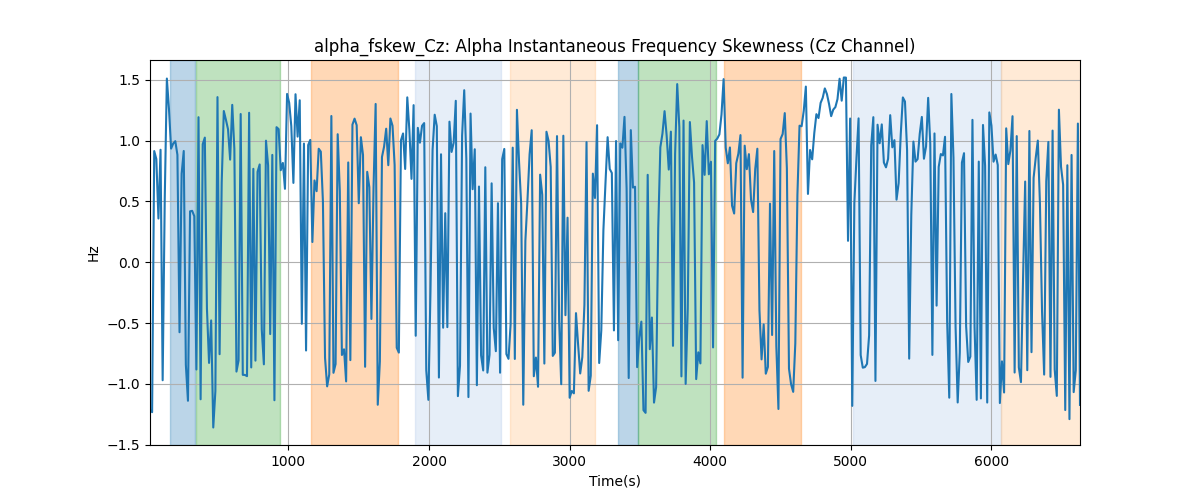 alpha_fskew_Cz: Alpha Instantaneous Frequency Skewness (Cz Channel)
1.5
1.0
0.5
0.0
−0.5
−1.0
−1.5
Hz
1000 2000 3000 4000 5000 6000
Time(s)